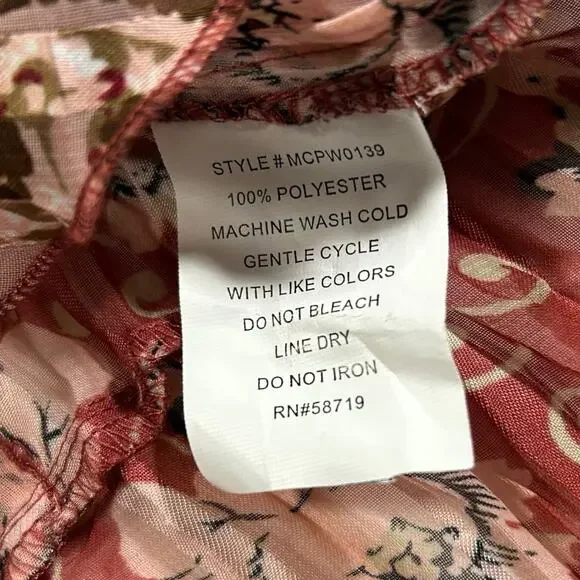 STYLE # MCPW0139
100% POLYESTER
MACHINE WASH COLD
GENTLE CYCLE
WITH LIKE COLORS
DO NOT BLEACH
LINE DRY
DO NOT IRON
RN#58719